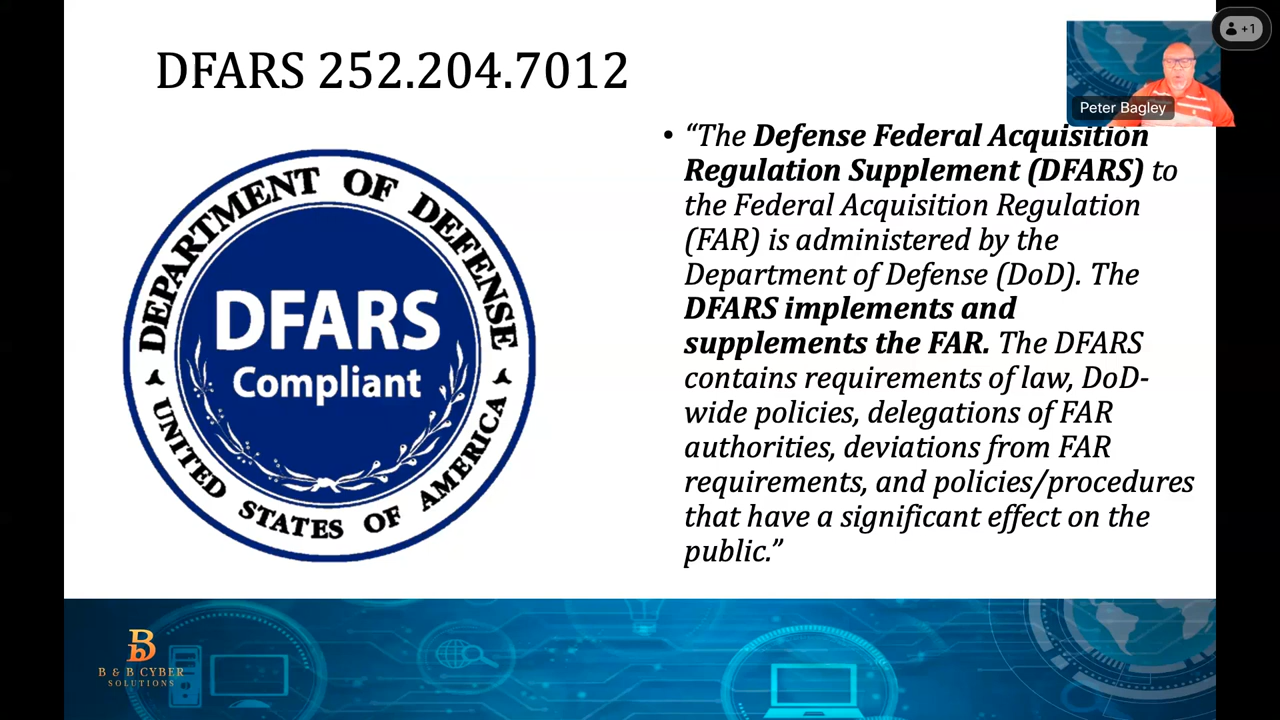 DFARS 252.204.7012
+1
Peter Bagley
DEPARTMENT OF DEFENSE
DFARS
Compliant
UNITED STATES OF AMERICA
• “The Defense Federal Acquisition
Regulation Supplement (DFARS) to
the Federal Acquisition Regulation
(FAR) is administered by the
Department of Defense (DoD). The
DFARS implements and
supplements the FAR. The DFARS
contains requirements of law, DoD-
wide policies, delegations of FAR
authorities, deviations from FAR
requirements, and policies/procedures
that have a significant effect on the
public.”
B
B & B CYBER
SOLUTIONS